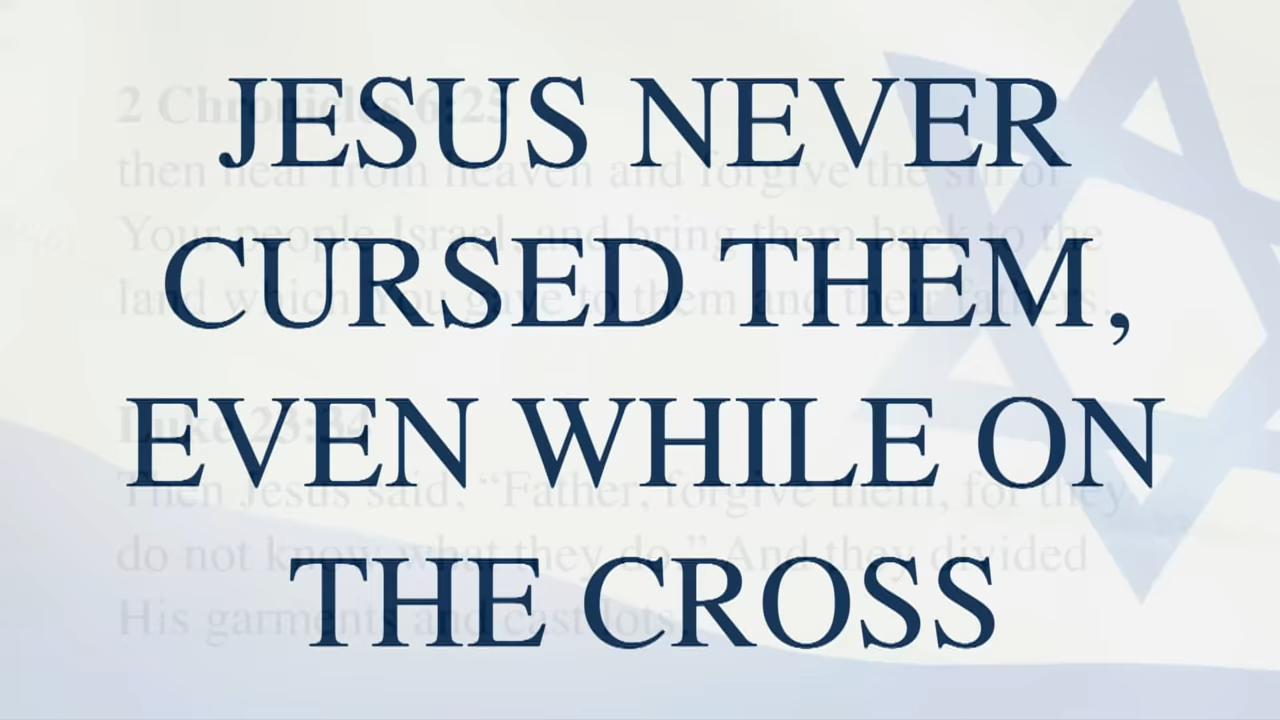 JESUS NEVER
CURSED THEM,
EVEN WHILE ON
THE CROSS
2 Chronicles 6:25
then hear from heaven and forgive the sin of
Your people Israel, and bring them back to the
land which You gave to them and their fathers.
Luke 23:34
Then Jesus said, “Father, forgive them, for they
do not know what they do.” And they divided
His garments and cast lots.